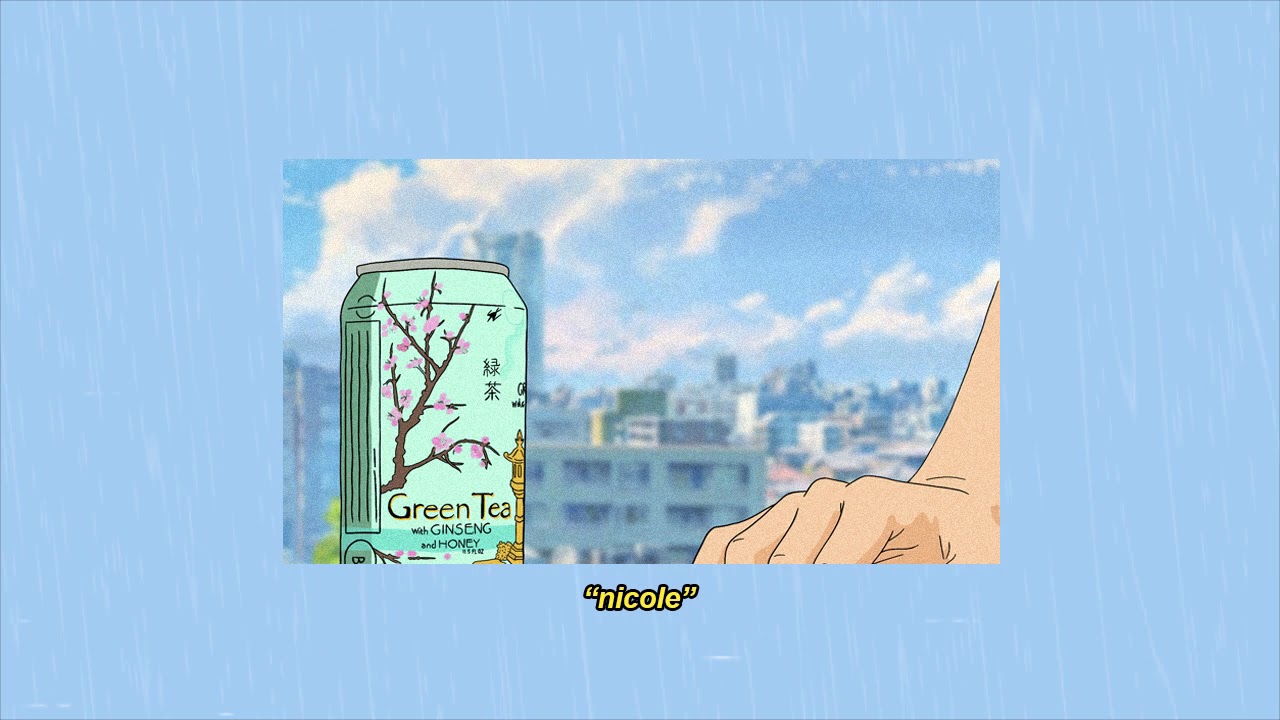 緑
茶
Green Tea
with GINSENG
and HONEY
“nicole”